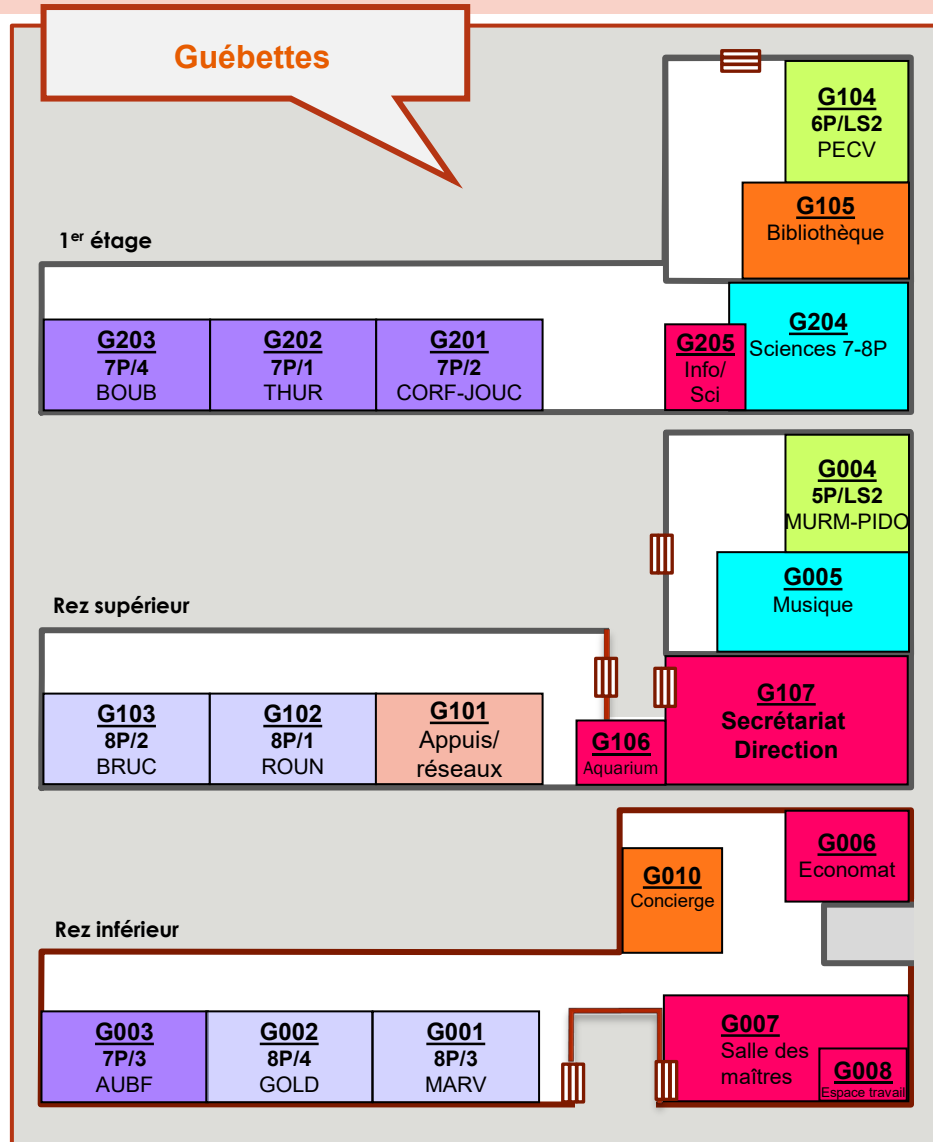 Guébettes
G104
6P/LS2
PECV
G105
Bibliothèque
1er étage
G203
7P/4
BOUB
G202
7P/1
THUR
G201
7P/2
CORF-JOUC
G205
Info/
Sci
G204
Sciences 7-8P
G004
5P/LS2
MURM-PIDO
G005
Musique
Rez supérieur
G103
8P/2
BRUC
G102
8P/1
ROUN
G101
Appuis/
réseaux
G106
Aquarium
G107
Secrétariat
Direction
G006
Economat
G010
Concierge
Rez inférieur
G003
7P/3
AUBF
G002
8P/4
GOLD
G001
8P/3
MARV
G007
Salle des
maîtres
G008
Espace travail